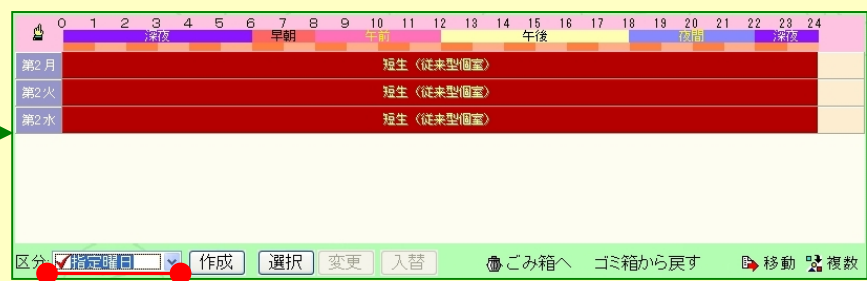 0 1 2 3 4 5 6 7 8 9 10 11 12 13 14 15 16 17 18 19 20 21 22 23 24
深夜 早朝 午前 午後 夜間 深夜
第2月 短生（従来型個室）
第2火 短生（従来型個室）
第2水 短生（従来型個室）
区分: 指定曜日 作成 選択 変更 入替 ごみ箱へ ゴミ箱から戻す 移動 複数